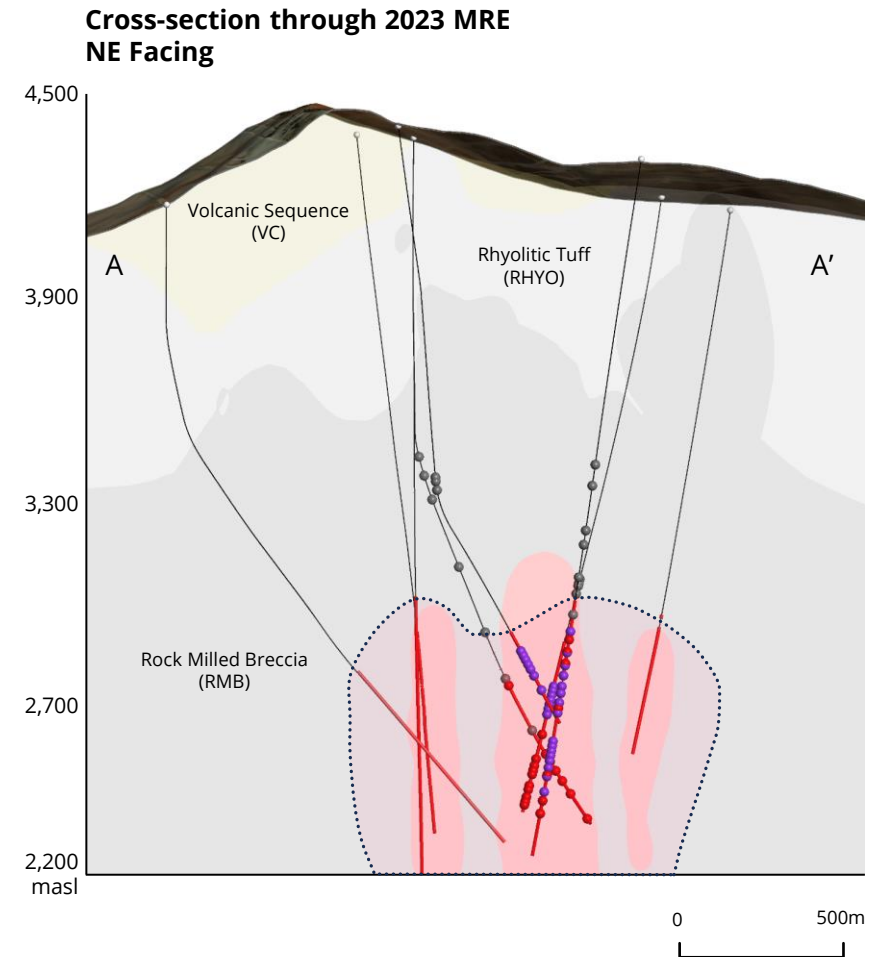 Cross-section through 2023 MRE
NE Facing
4,500
Volcanic Sequence
(VC)
Rhyolitic Tuff
(RHYO)
A
A’
3,900
3,300
Rock Milled Breccia
(RMB)
2,700
2,200
masl
0
500m